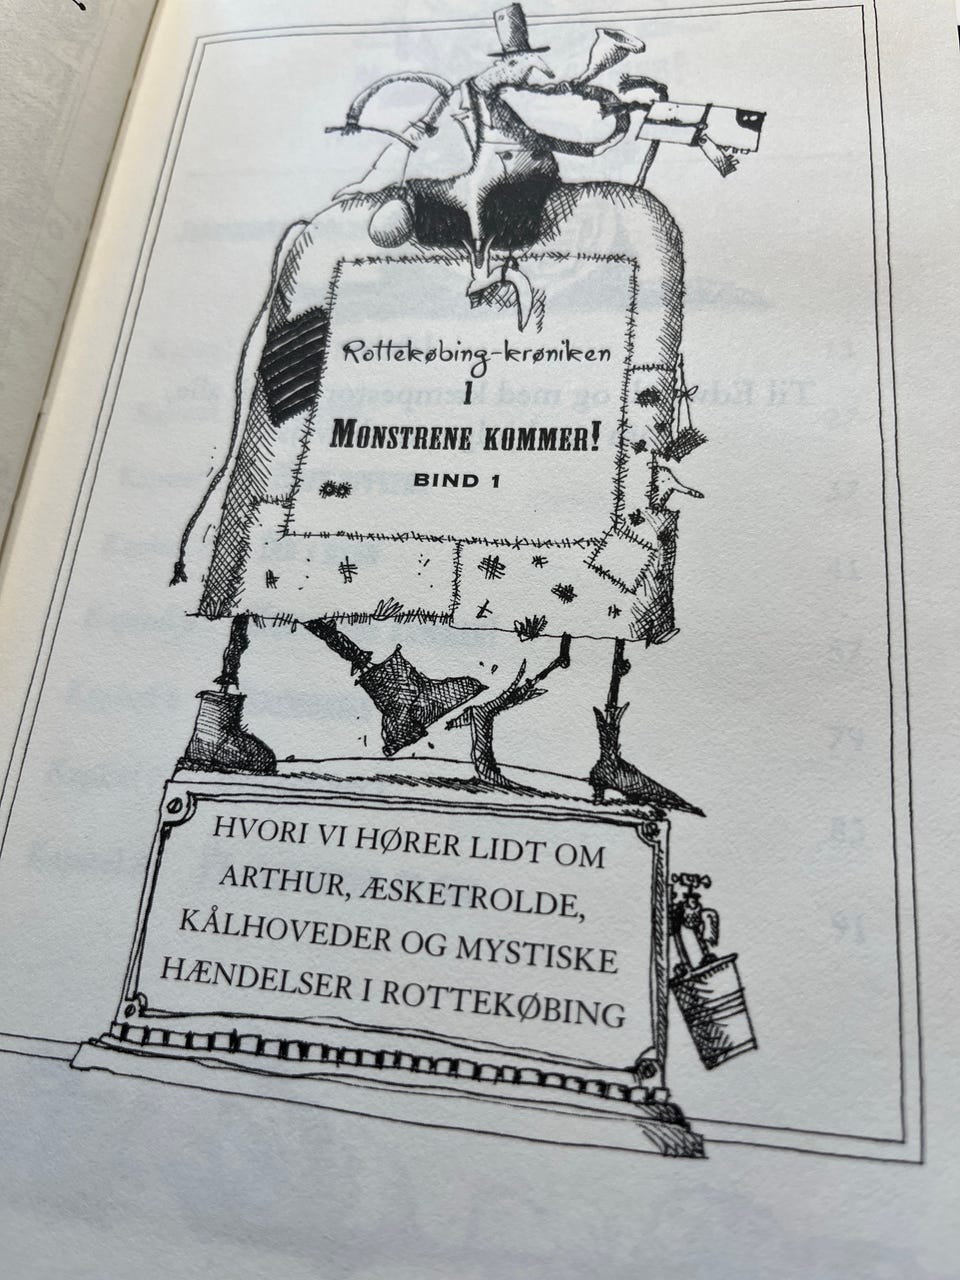 Rottekøbing-krøniken
1
MONSTRENE KOMMER!
BIND 1
HVORI VI HØRER LIDT OM
ARTHUR, ÆSKETROLDE,
KÅLHOVEDER OG MYSTISKE
HÆNDELSER I ROTTEKØBING